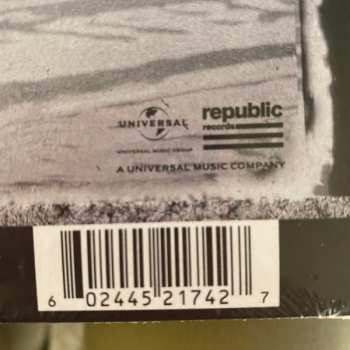 UNIVERSAL
UNIVERSAL MUSIC GROUP
republic
records
A UNIVERSAL MUSIC COMPANY
6 02445 21742 7